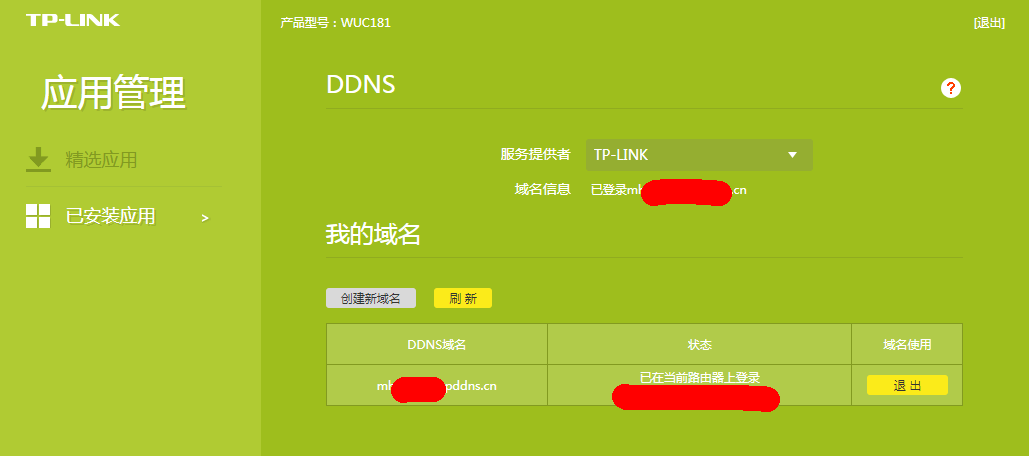 TP-LINK
产品型号：WUC181
[退出]
应用管理
精选应用
已安装应用 >
DDNS
?
服务提供者 TP-LINK
域名信息 已登录mh .cn
我的域名
创建新域名 刷 新
DDNS域名 状态 域名使用
mh pddns.cn 已在当前路由器上登录 退 出